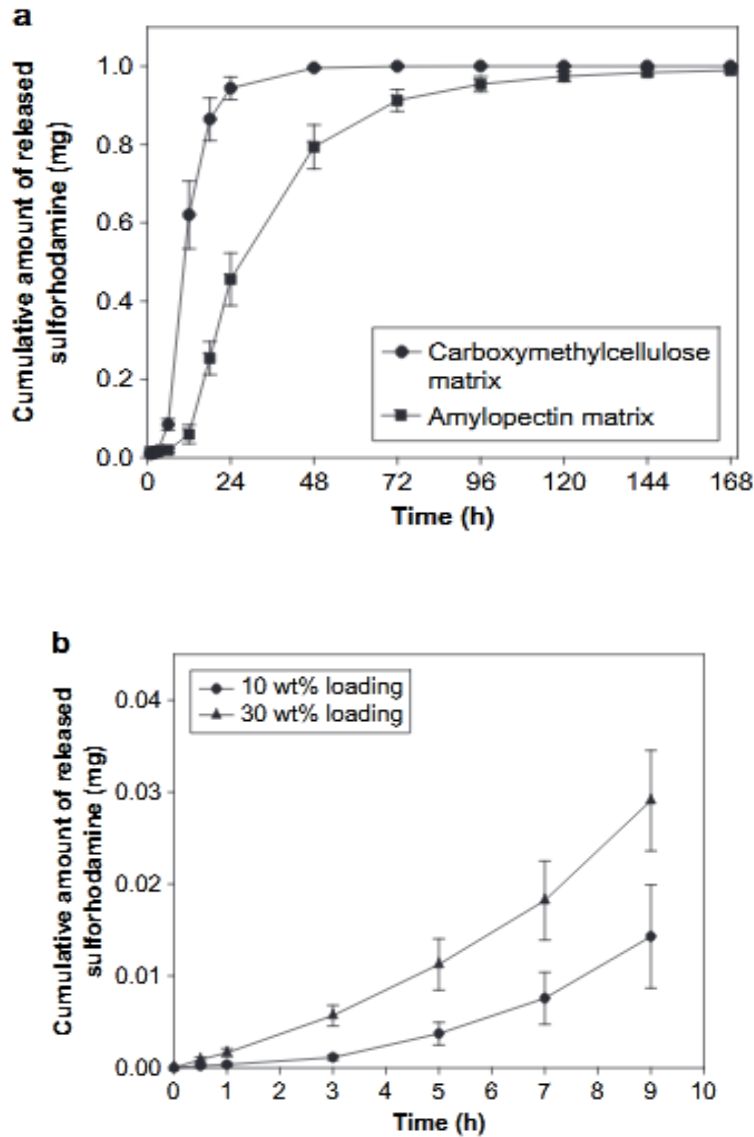 a
Cumulative amount of released
sulforhodamine (mg)
1.0
0.8
0.6
0.4
0.2
0.0
Carboxymethylcellulose
matrix
Amylopectin matrix
0 24 48 72 96 120 144 168
Time (h)
b
Cumulative amount of released
sulforhodamine (mg)
0.04
0.03
0.02
0.01
0.00
10 wt% loading
30 wt% loading
0 1 2 3 4 5 6 7 8 9 10
Time (h)